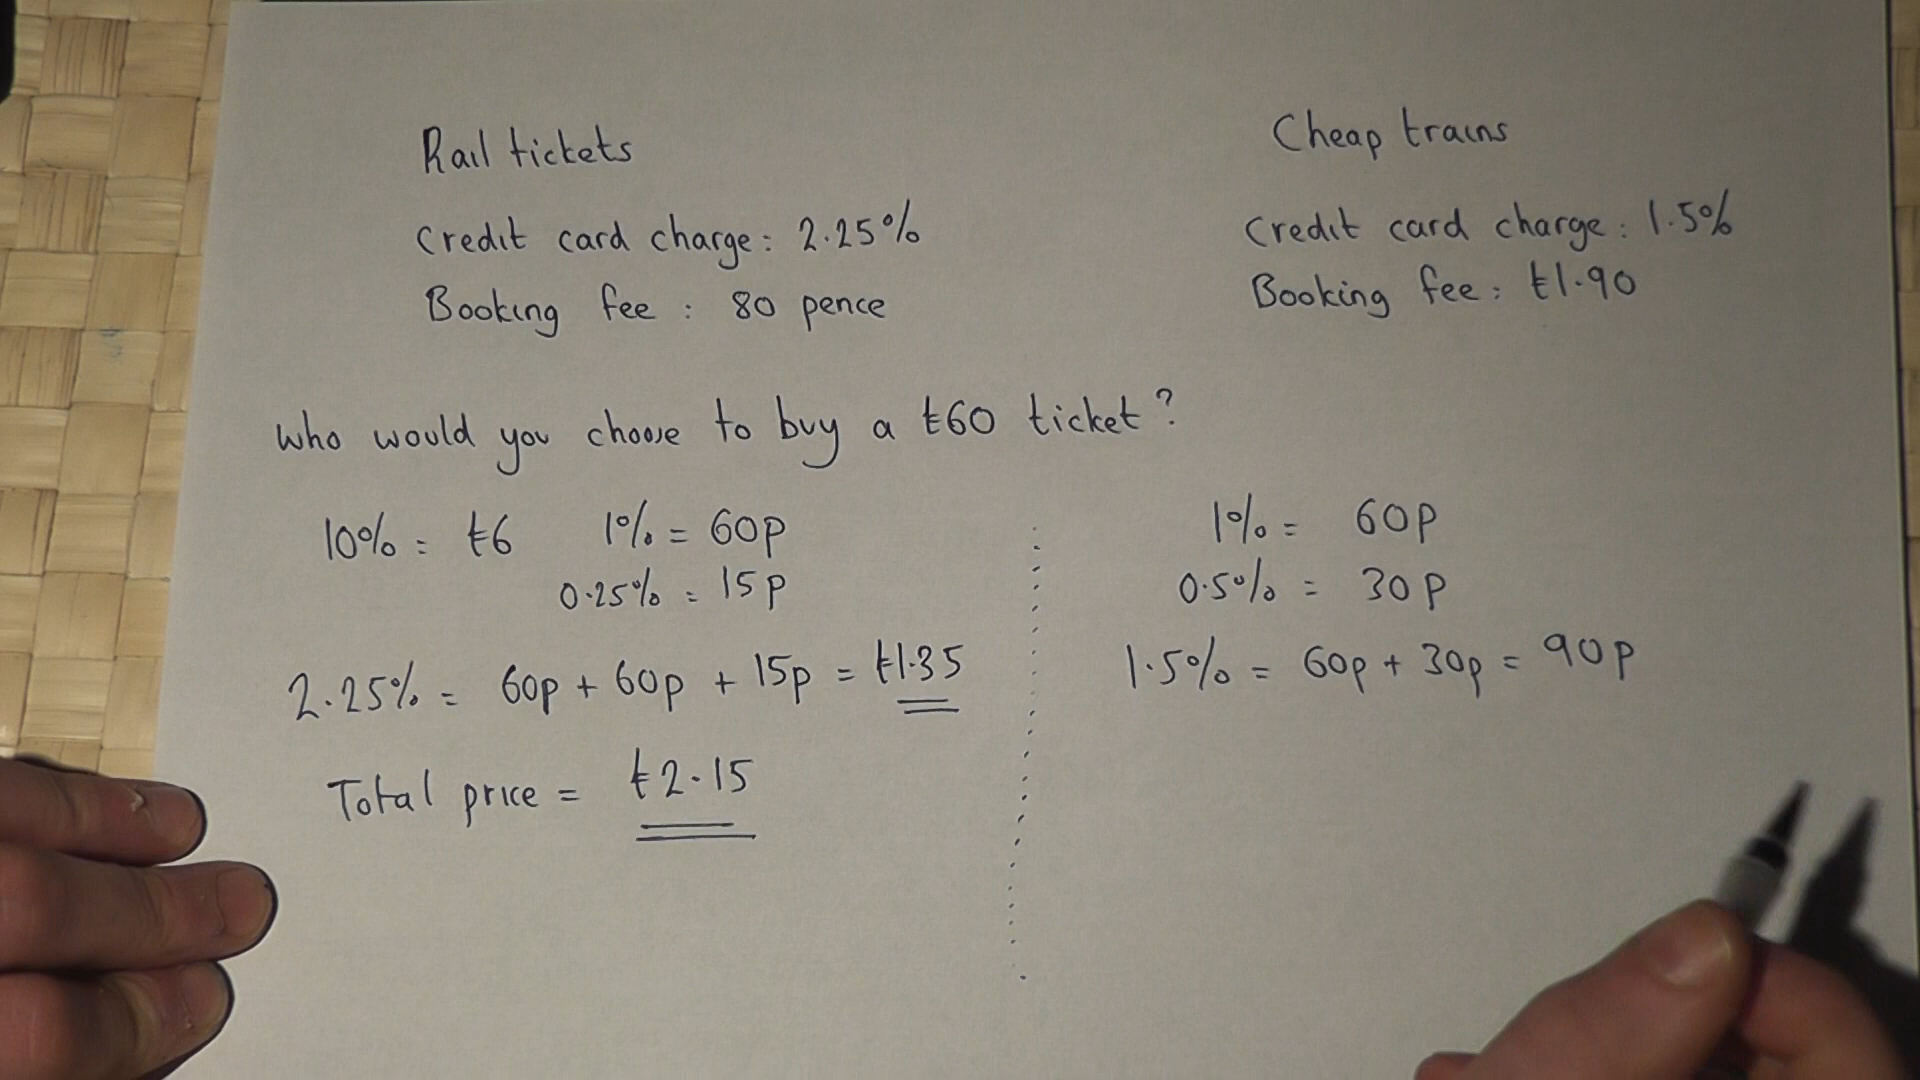 Rail tickets
Credit card charge: 2.25%
Booking fee : 80 pence
Cheap trains
Credit card charge: 1.5%
Booking fee: £1.90
Who would you choose to buy a £60 ticket?
10% = £6 1% = 60p
0.25% = 15p
2.25% = 60p + 60p + 15p = £1.35
Total price = £2.15
1% = 60p
0.5% = 30p
1.5% = 60p + 30p = 90p